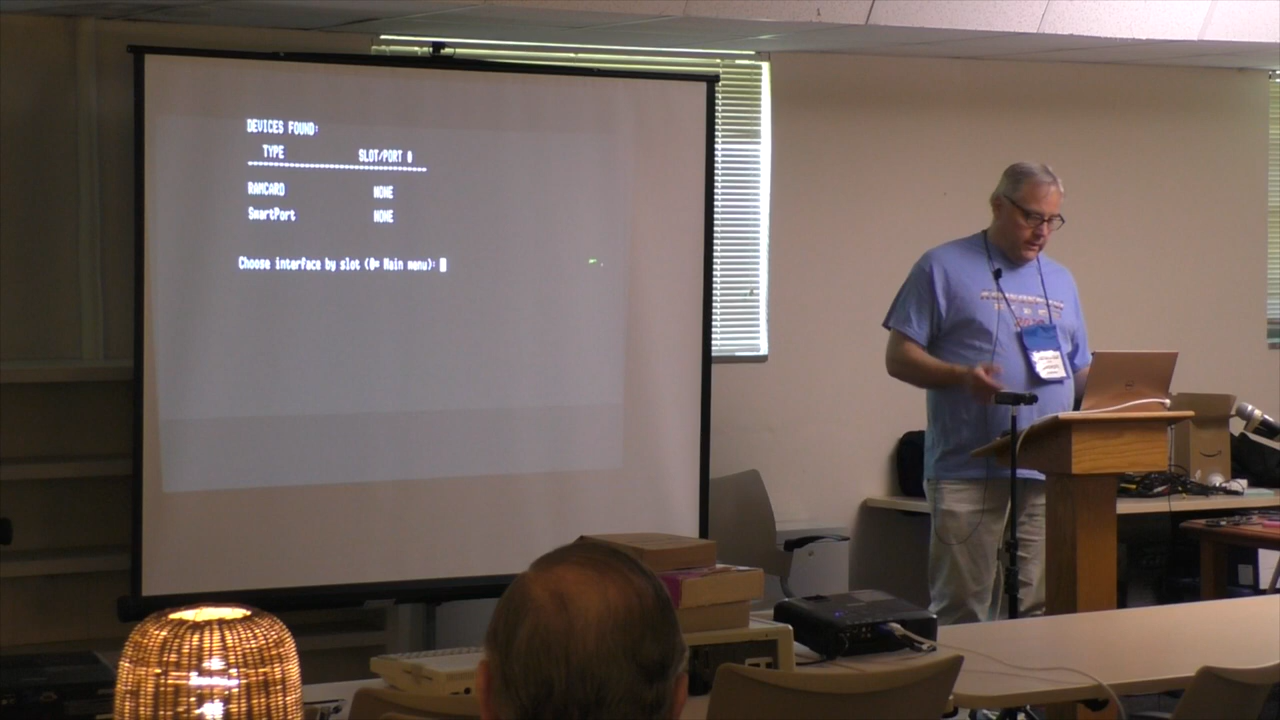 DEVICES FOUND:
TYPE SLOT/PORT #
RAMCARD NONE
SmartPort NONE
Choose interface by slot (0= Main menu):